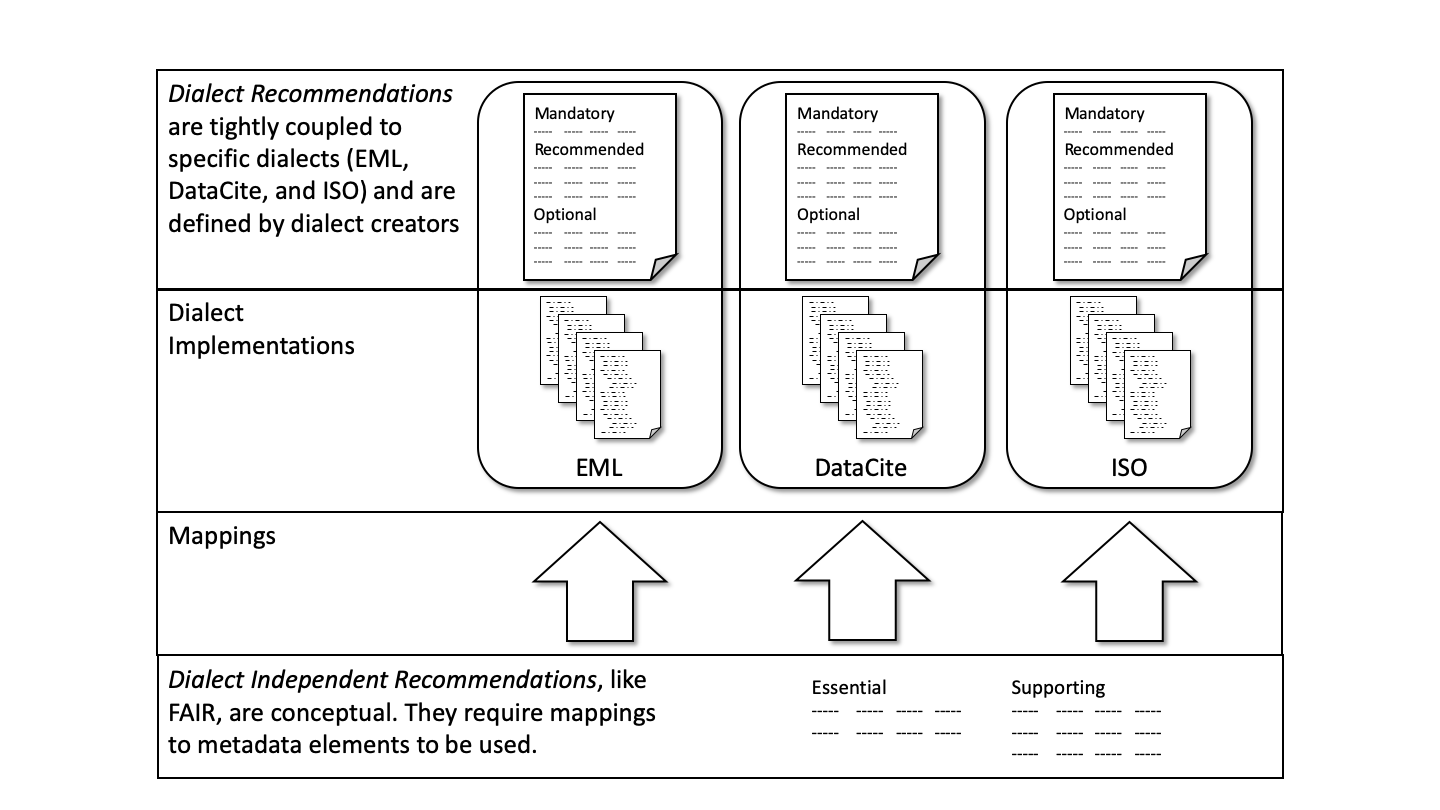 Dialect Recommendations
are tightly coupled to
specific dialects (EML,
DataCite, and ISO) and are
defined by dialect creators
Mandatory
Recommended
Optional
Mandatory
Recommended
Optional
Mandatory
Recommended
Optional
Dialect
Implementations
EML
DataCite
ISO
Mappings
Dialect Independent Recommendations, like
FAIR, are conceptual. They require mappings
to metadata elements to be used.
Essential
Supporting